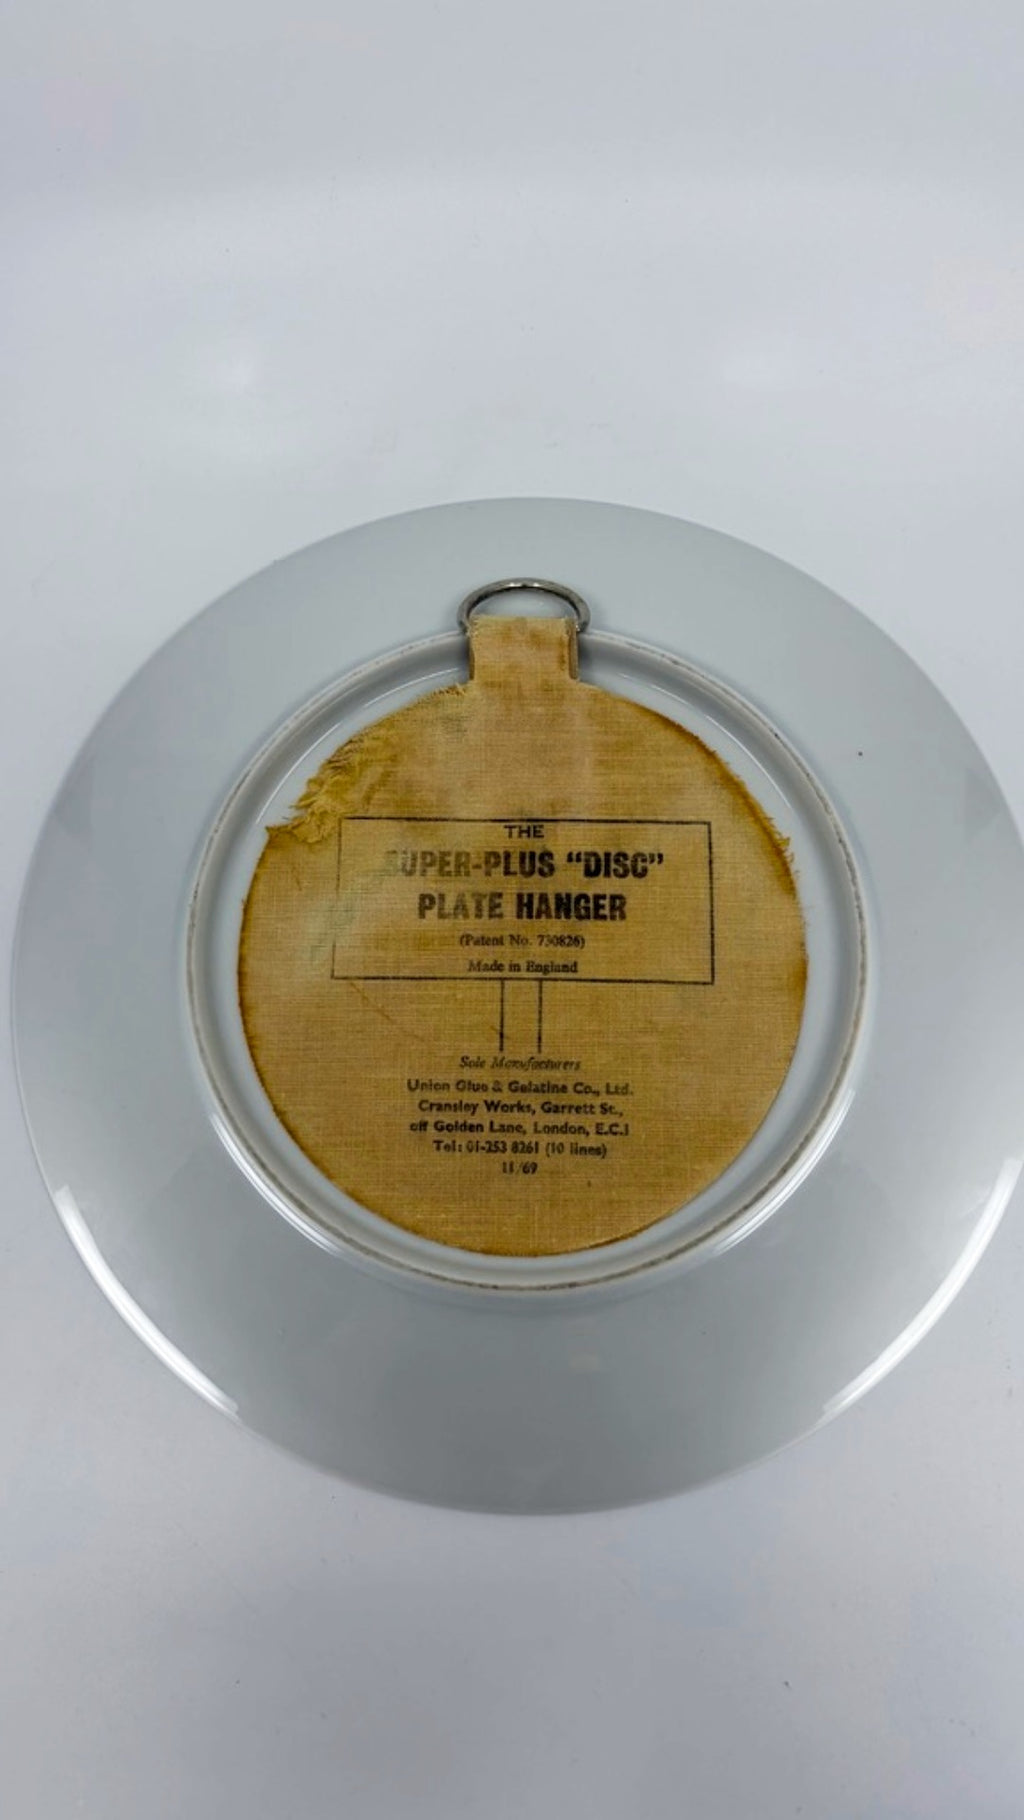 THE
SUPER-PLUS “DISC”
PLATE HANGER
(Patent No. 730826)
Made in England
Sole Manufacturers
Union Glue & Gelatine Co., Ltd.
Cransley Works, Garrett St.,
off Golden Lane, London, E.C.1
Tel: 01-253 8261 (10 lines)
11/69